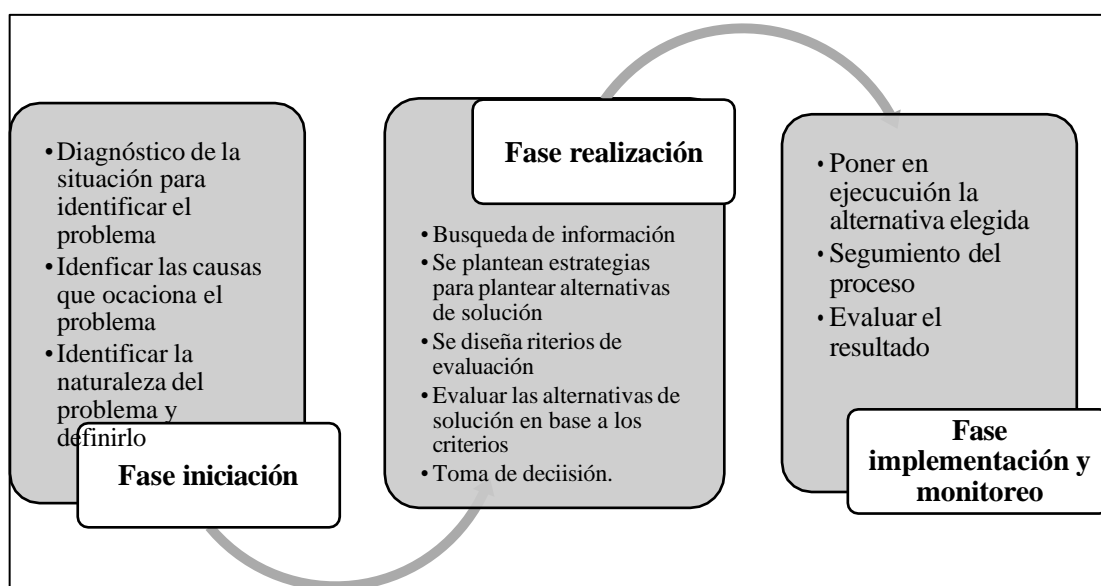 •Diagnóstico de la
situación para
identificar el
problema
•Idenficar las causas
que ocaciona el
problema
•Identificar la
naturaleza del
problema y
definirlo
Fase iniciación
Fase realización
•Busqueda de información
•Se plantean estrategias
para plantear alternativas
de solución
•Se diseña riterios de
evaluación
•Evaluar las alternativas de
solución en base a los
criterios
•Toma de deciisión.
•Poner en
ejecucuión la
alternativa elegida
•Segumiento del
proceso
•Evaluar el
resultado
Fase
implementación y
monitoreo